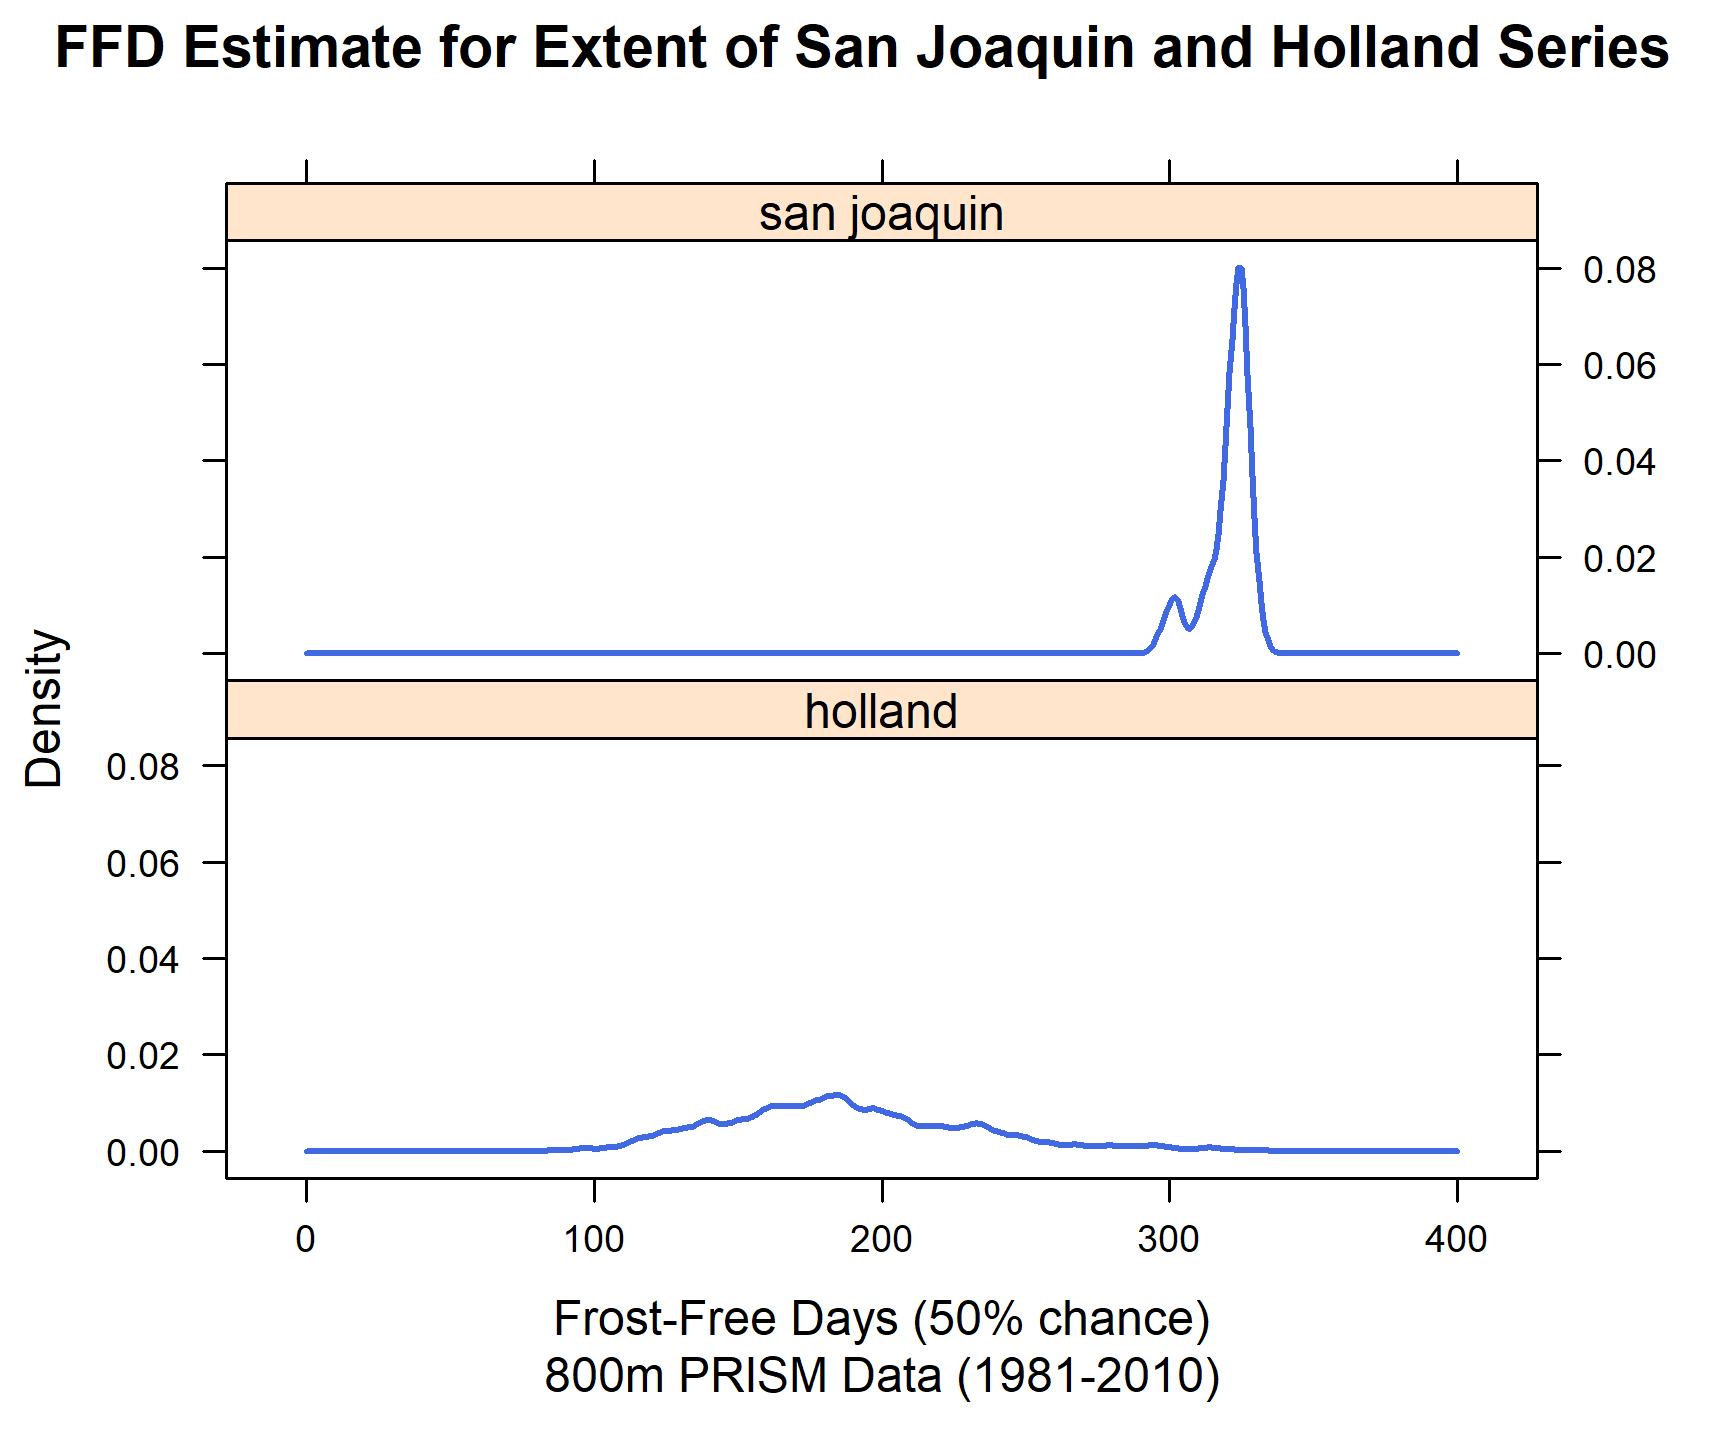 FFD Estimate for Extent of San Joaquin and Holland Series
san joaquin
0.08
0.06
0.04
0.02
0.00
Density
holland
0.08
0.06
0.04
0.02
0.00
0 100 200 300 400
Frost-Free Days (50% chance)
800m PRISM Data (1981-2010)